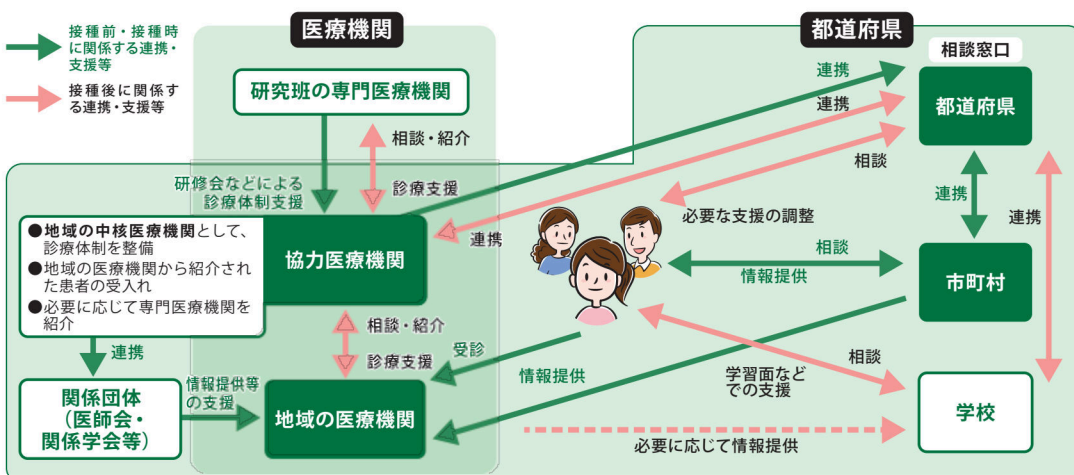 接種前・接種時
に関係する連携・
支援等
接種後に関係す
る連携・支援等
医療機関
都道府県
研究班の専門医療機関
相談・紹介
研修会などによる
診療体制支援
診療支援
連携
連携
相談窓口
都道府県
相談
●地域の中核医療機関として、
診療体制を整備
●地域の医療機関から紹介され
た患者の受入れ
●必要に応じて専門医療機関を
紹介
協力医療機関
連携
必要な支援の調整
連携
連携
相談
情報提供
市町村
相談・紹介
診療支援
連携
関係団体
（医師会・
関係学会等）
情報提供等
の支援
地域の医療機関
受診
情報提供
相談
学習面など
での支援
学校
必要に応じて情報提供